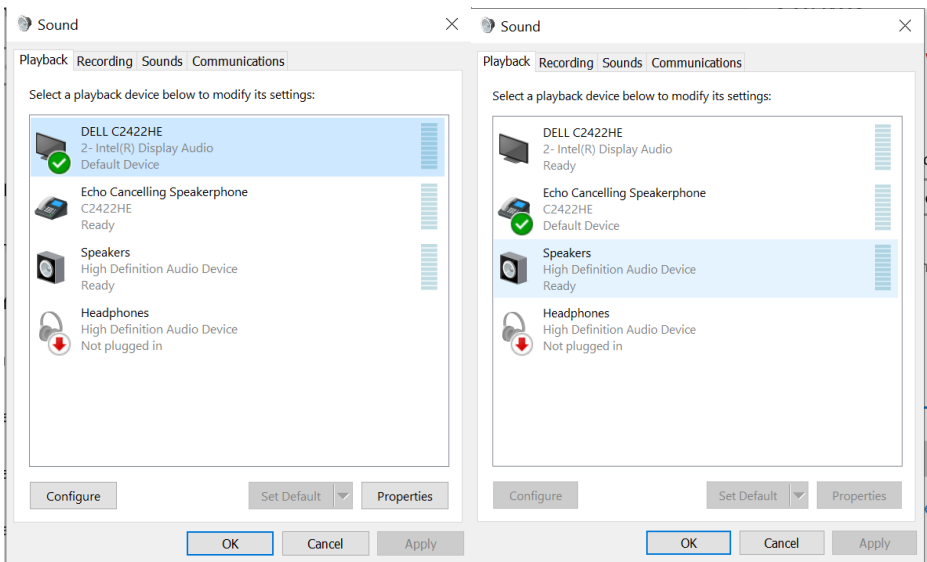 Sound
Playback Recording Sounds Communications
Select a playback device below to modify its settings:
DELL C2422HE
2- Intel(R) Display Audio
Default Device
Echo Cancelling Speakerphone
C2422HE
Ready
Speakers
High Definition Audio Device
Ready
Headphones
High Definition Audio Device
Not plugged in
Configure Set Default Properties
OK Cancel Apply
Sound
Playback Recording Sounds Communications
Select a playback device below to modify its settings:
DELL C2422HE
2- Intel(R) Display Audio
Ready
Echo Cancelling Speakerphone
C2422HE
Default Device
Speakers
High Definition Audio Device
Ready
Headphones
High Definition Audio Device
Not plugged in
Configure Set Default Properties
OK Cancel Apply